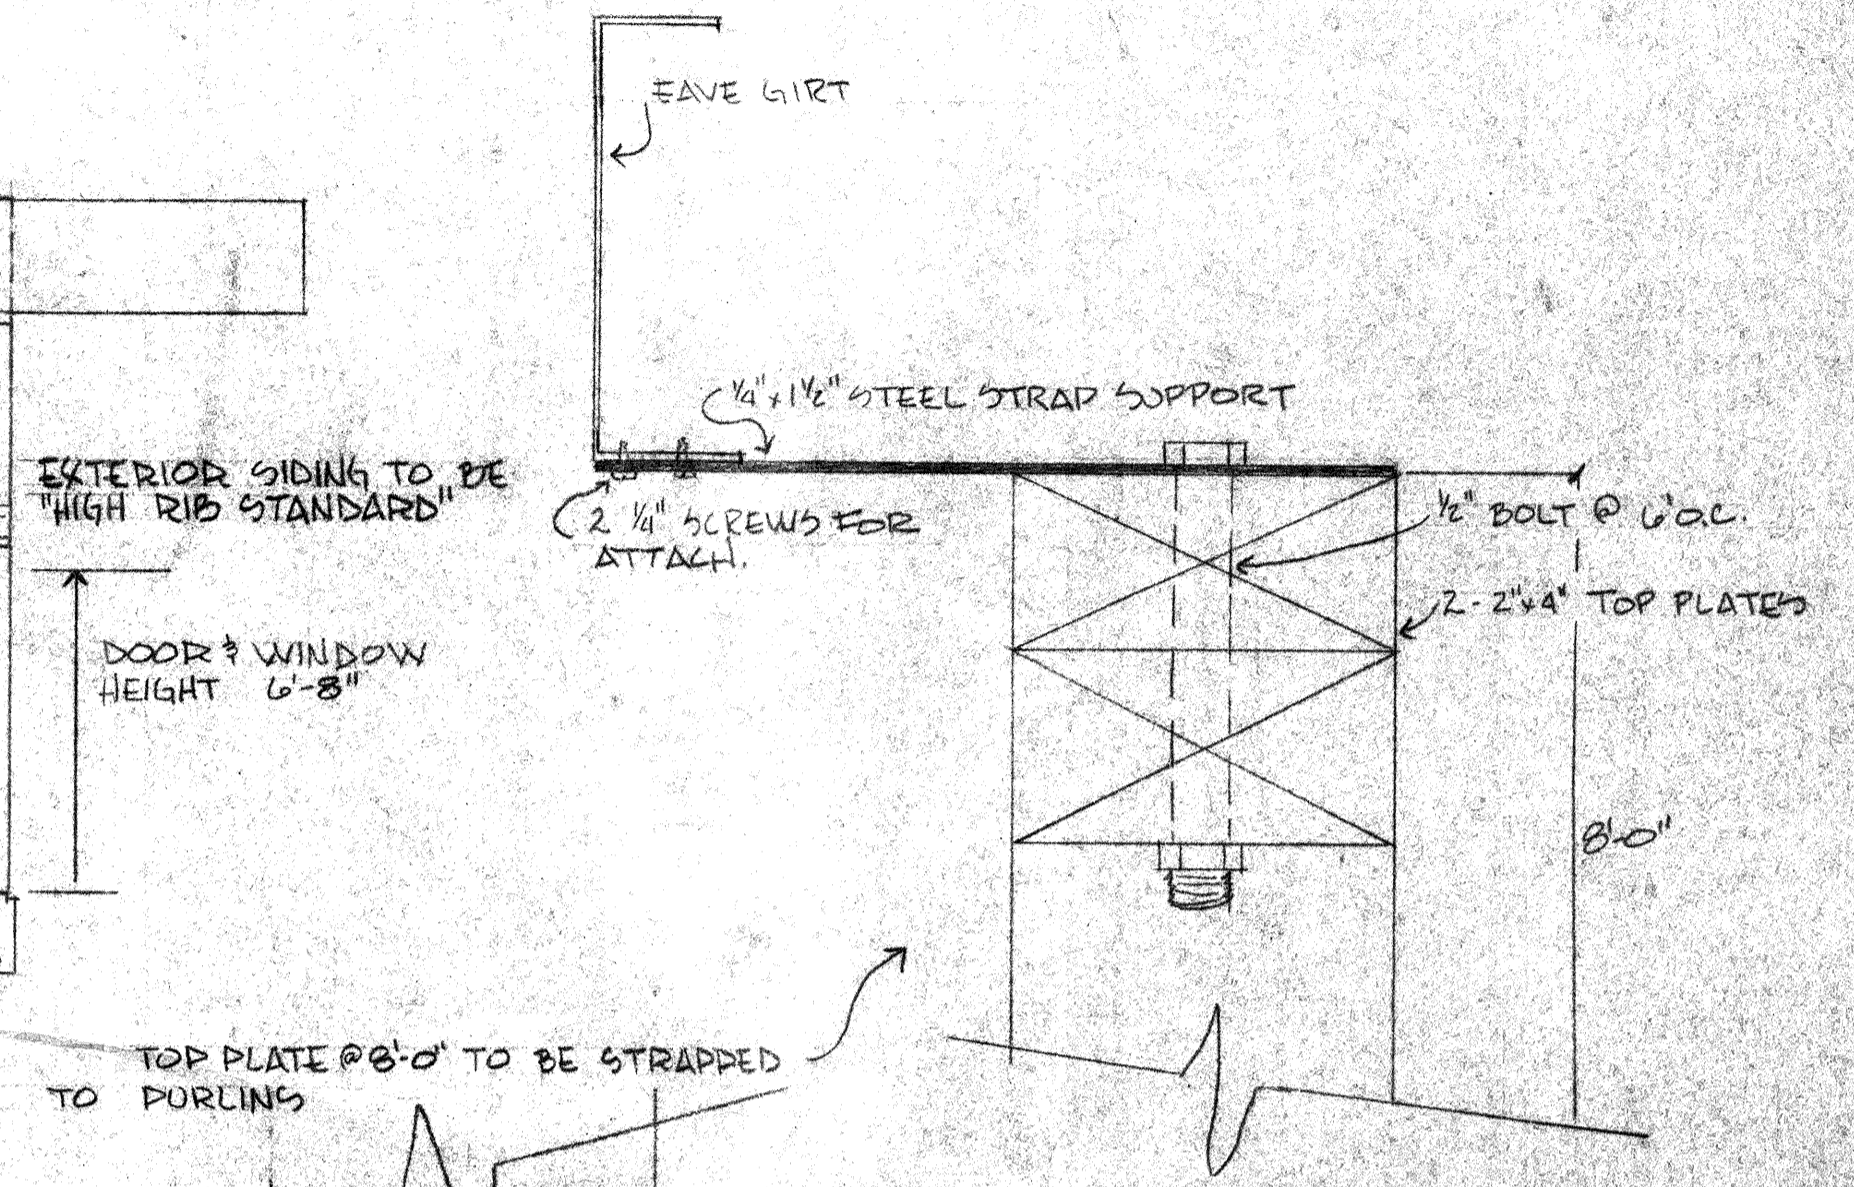 EAVE GIRT
1/4" x 1 1/2" STEEL STRAP SUPPORT
EXTERIOR SIDING TO BE
"HIGH RIB STANDARD"
2 1/4" SCREWS FOR
ATTACH.
1/2" BOLT @ 6' O.C.
2-2"x4" TOP PLATES
DOOR & WINDOW
HEIGHT 6'-8"
8'-0"
TOP PLATE @ 8'-0" TO BE STRAPPED
TO PURLINS